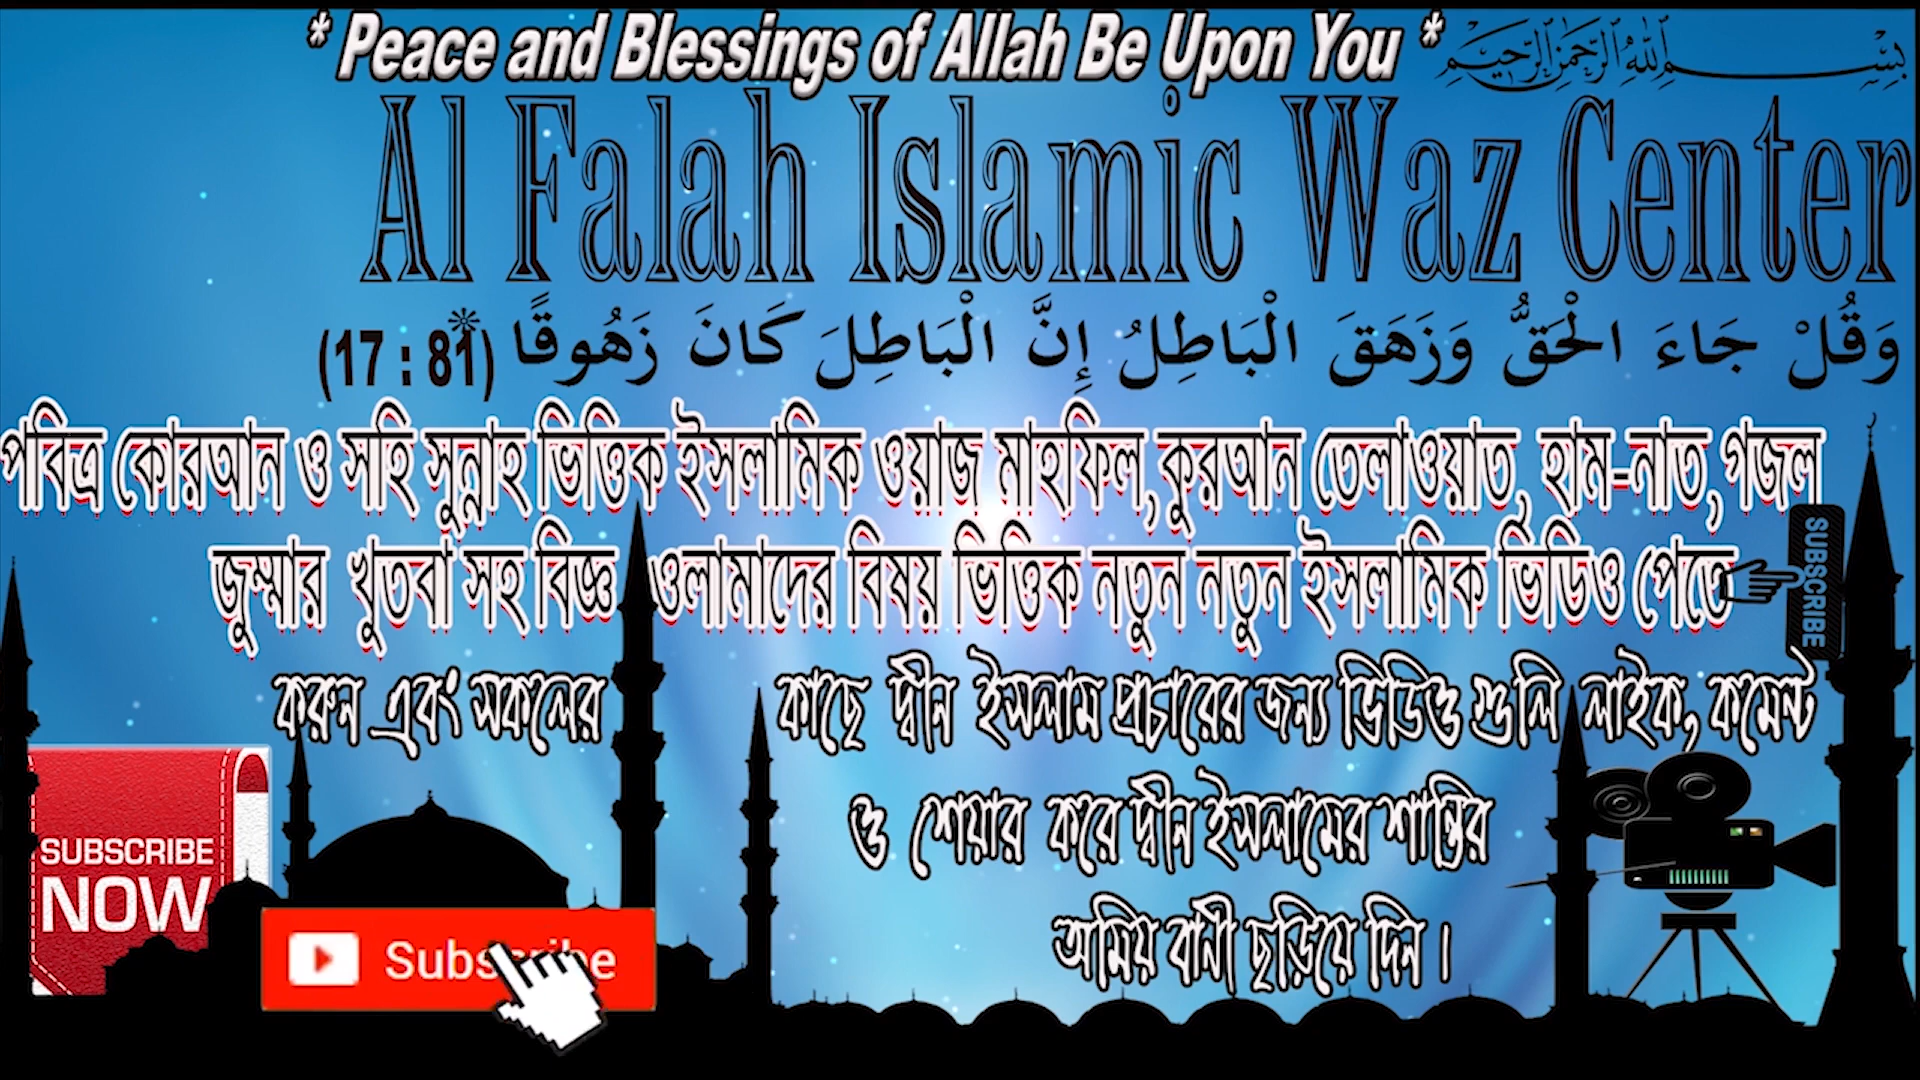 * Peace and Blessings of Allah Be Upon You *
بِسْمِ اللَّهِ الرَّحْمَٰنِ الرَّحِيمِ
Al Falah Islamic Waz Center
وَقُلْ جَاءَ الْحَقُّ وَزَهَقَ الْبَاطِلُ إِنَّ الْبَاطِلَ كَانَ زَهُوقًا (17 : 81)
পবিত্র কোরআন ও সহি সুন্নাহ ভিত্তিক ইসলামিক ওয়াজ মাহফিল, কুরআন তেলাওয়াত, হাম-নাত, গজল
জুম্মার খুতবা সহ বিজ্ঞ ওলামাদের বিষয় ভিত্তিক নতুন নতুন ইসলামিক ভিডিও পেতে
SUBSCRIBE
করুন এবং সকলের কাছে দ্বীন ইসলাম প্রচারের জন্য ভিডিও গুলি লাইক, কমেন্ট
ও শেয়ার করে দ্বীন ইসলামের শান্তির
অমিয় বানী ছড়িয়ে দিন ।
SUBSCRIBE
NOW
Subscribe